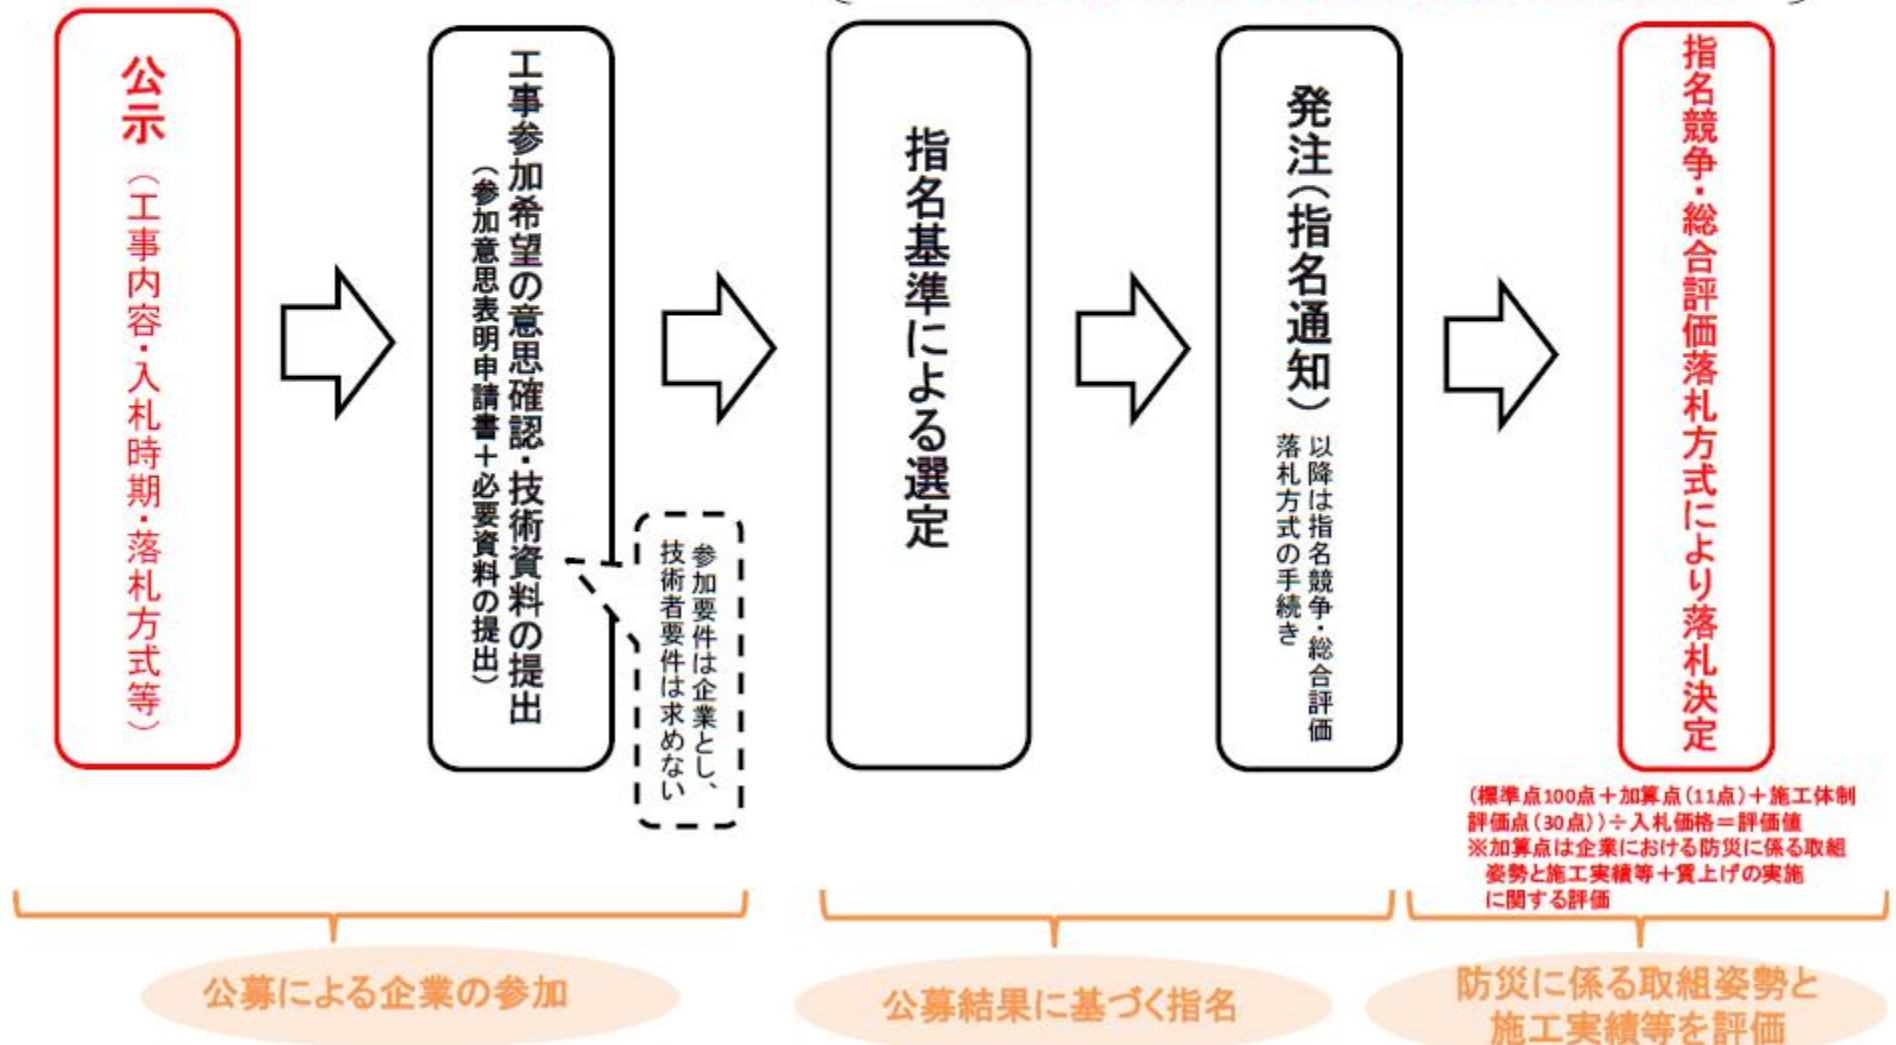 公示（工事内容・入札時期・落札方式等）
工事参加希望の意思確認・技術資料の提出
（参加意思表明申請書＋必要資料の提出）
参加要件は企業とし、
技術者要件は求めない
指名基準による選定
発注（指名通知）
以降は指名競争・総合評価
落札方式の手続き
指名競争・総合評価落札方式により落札決定
（標準点100点＋加算点（11点）＋施工体制
評価点（30点））÷入札価格＝評価値
※加算点は企業における防災に係る取組
姿勢と施工実績等＋賃上げの実施
に関する評価
公募による企業の参加
公募結果に基づく指名
防災に係る取組姿勢と
施工実績等を評価